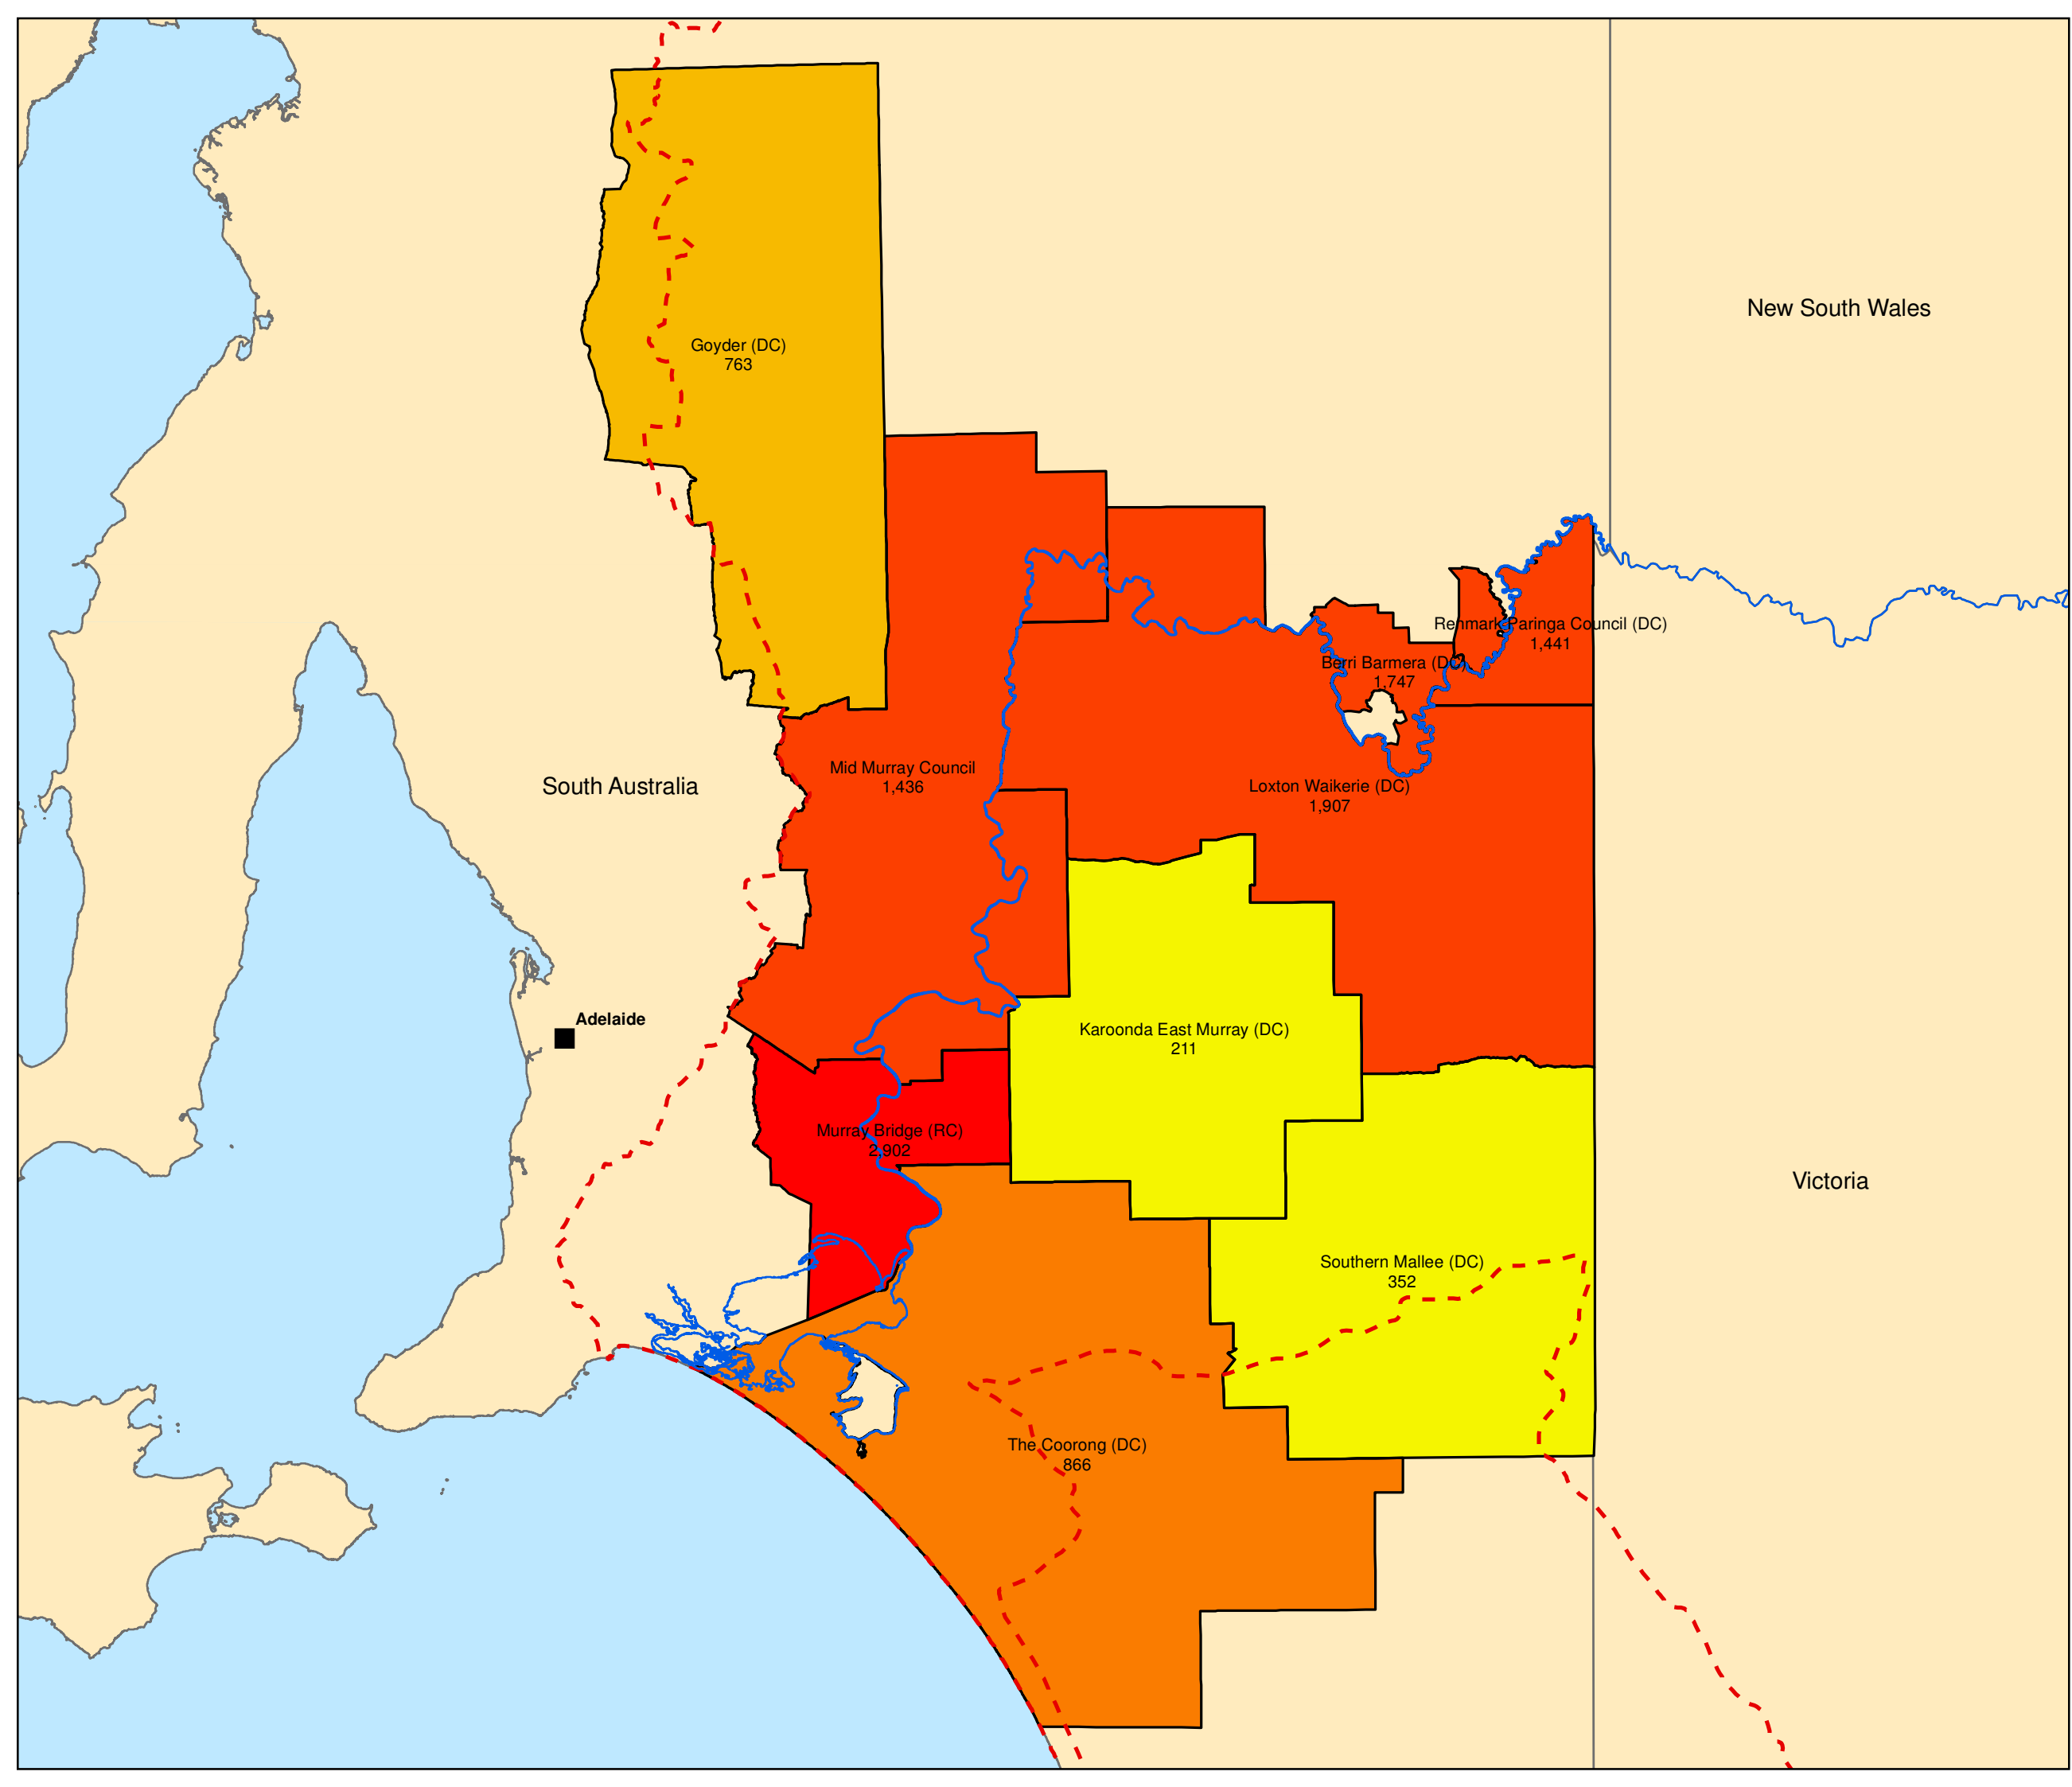 New South Wales
Goyder (DC)
763
Renmark Paringa Council (DC)
1,441
Berri Barmera (DC)
1,747
Mid Murray Council
1,436
South Australia
Loxton Waikerie (DC)
1,907
Adelaide
Karoonda East Murray (DC)
211
Murray Bridge (RC)
2,902
Victoria
Southern Mallee (DC)
352
The Coorong (DC)
866